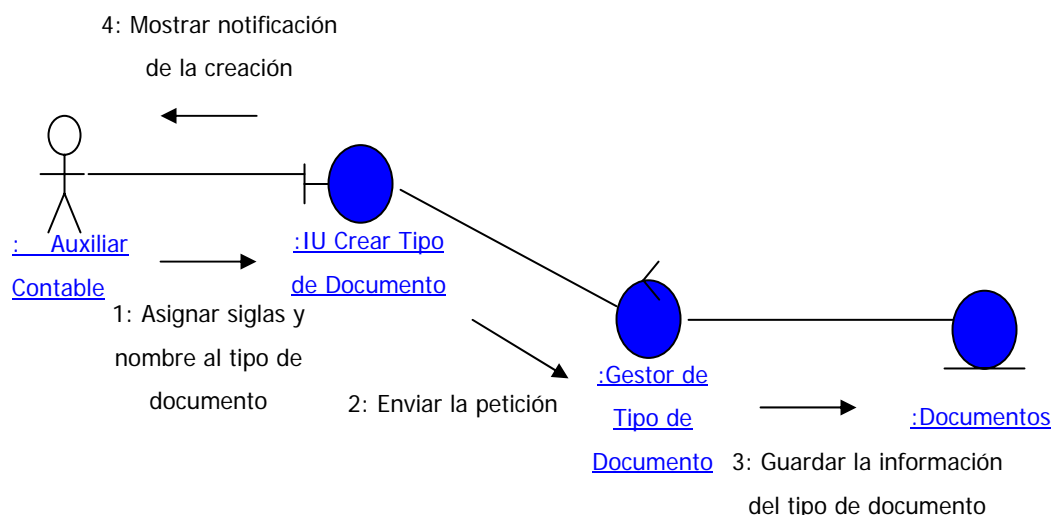 4: Mostrar notificación
de la creación
: Auxiliar
Contable
:IU Crear Tipo
de Documento
1: Asignar siglas y
nombre al tipo de
documento
2: Enviar la petición
:Gestor de
Tipo de
Documento
:Documentos
3: Guardar la información
del tipo de documento